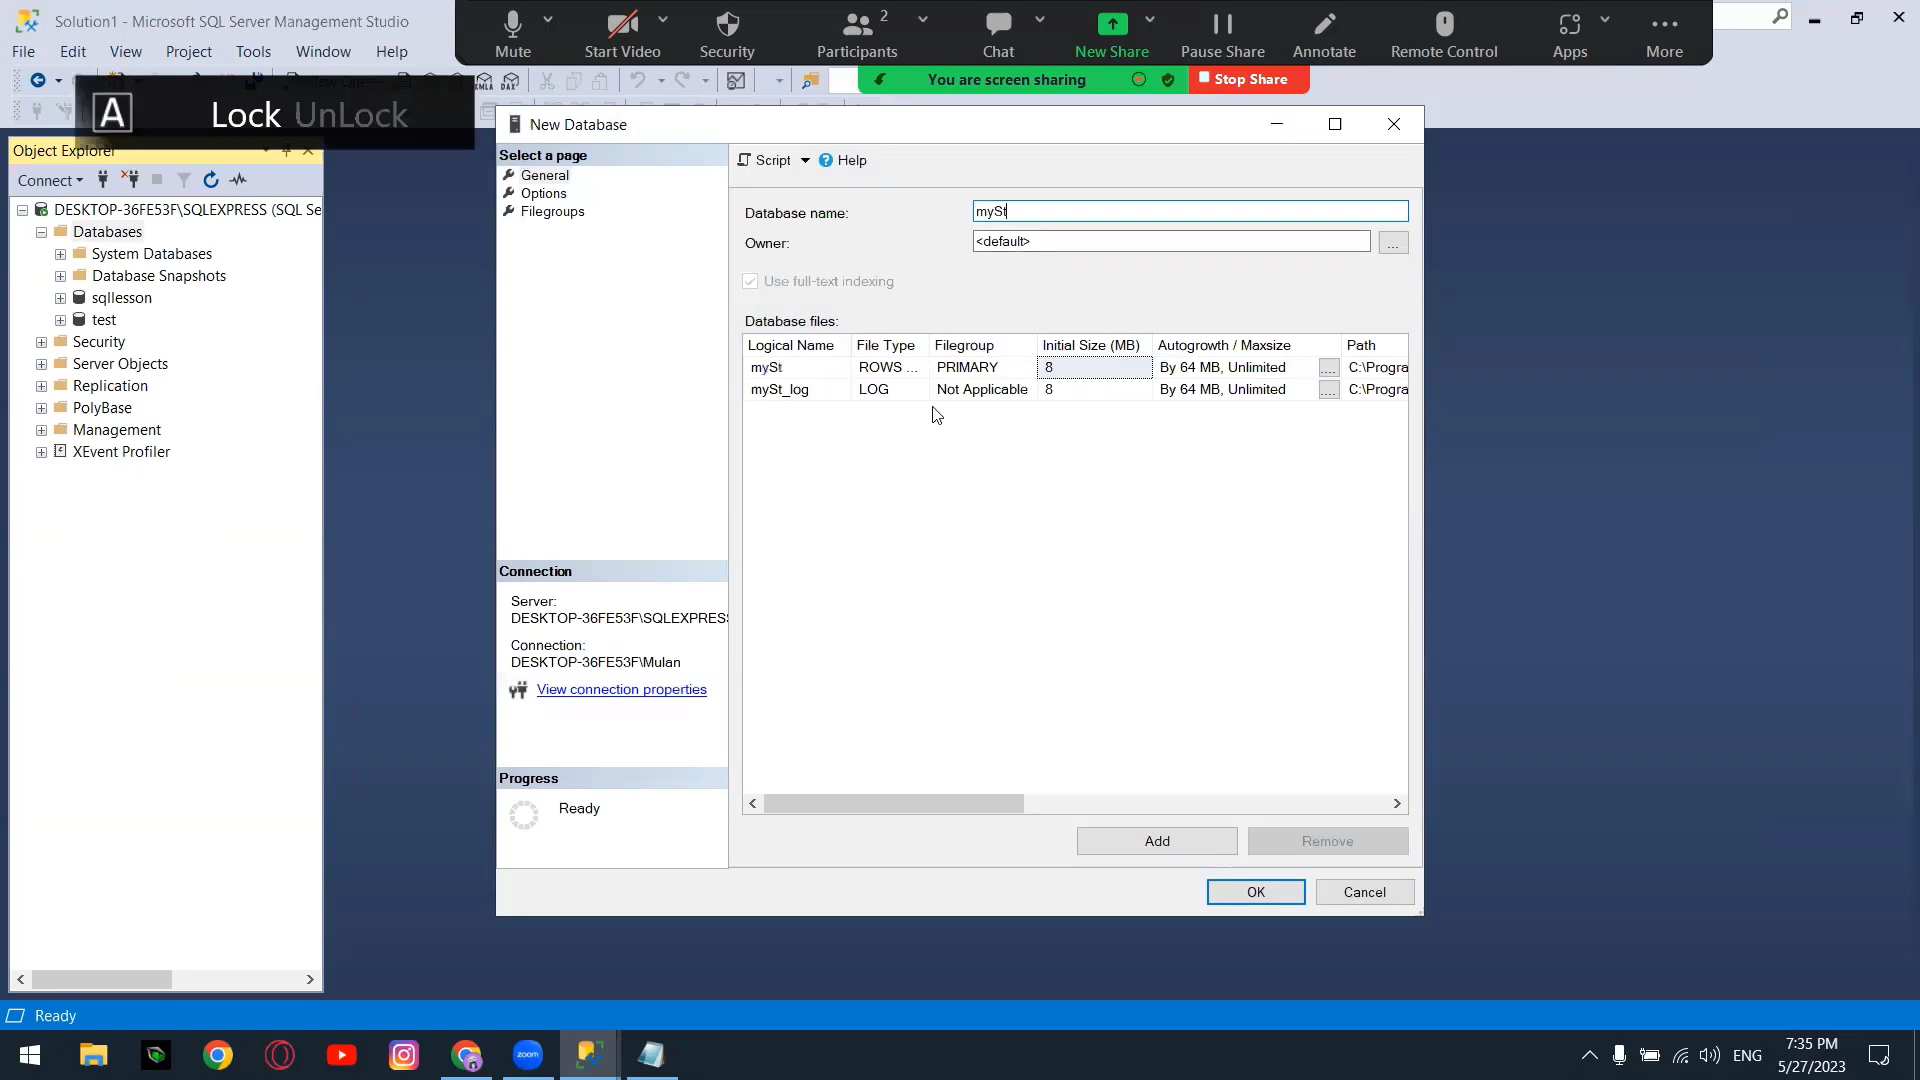 Solution1 - Microsoft SQL Server Management Studio
File Edit View Project Tools Window Help
Mute
Start Video
Security
Participants
2
Chat
New Share
Pause Share
Annotate
Remote Control
Apps
More
You are screen sharing
Stop Share
XMLA DAX
A Lock UnLock
Object Explorer
Connect
DESKTOP-36FE53F\SQLEXPRESS (SQL Se
Databases
System Databases
Database Snapshots
sqllesson
test
Security
Server Objects
Replication
PolyBase
Management
XEvent Profiler
New Database
Select a page
General
Options
Filegroups
Connection
Server:
DESKTOP-36FE53F\SQLEXPRES
Connection:
DESKTOP-36FE53F\Mulan
View connection properties
Progress
Ready
Script Help
Database name: mySt
Owner: <default> ...
Use full-text indexing
Database files:
Logical Name File Type Filegroup Initial Size (MB) Autogrowth / Maxsize Path
mySt ROWS ... PRIMARY 8 By 64 MB, Unlimited .... C:\Progra
mySt_log LOG Not Applicable 8 By 64 MB, Unlimited .... C:\Progra
Add Remove
OK Cancel
Ready
zoom
ENG
7:35 PM
5/27/2023